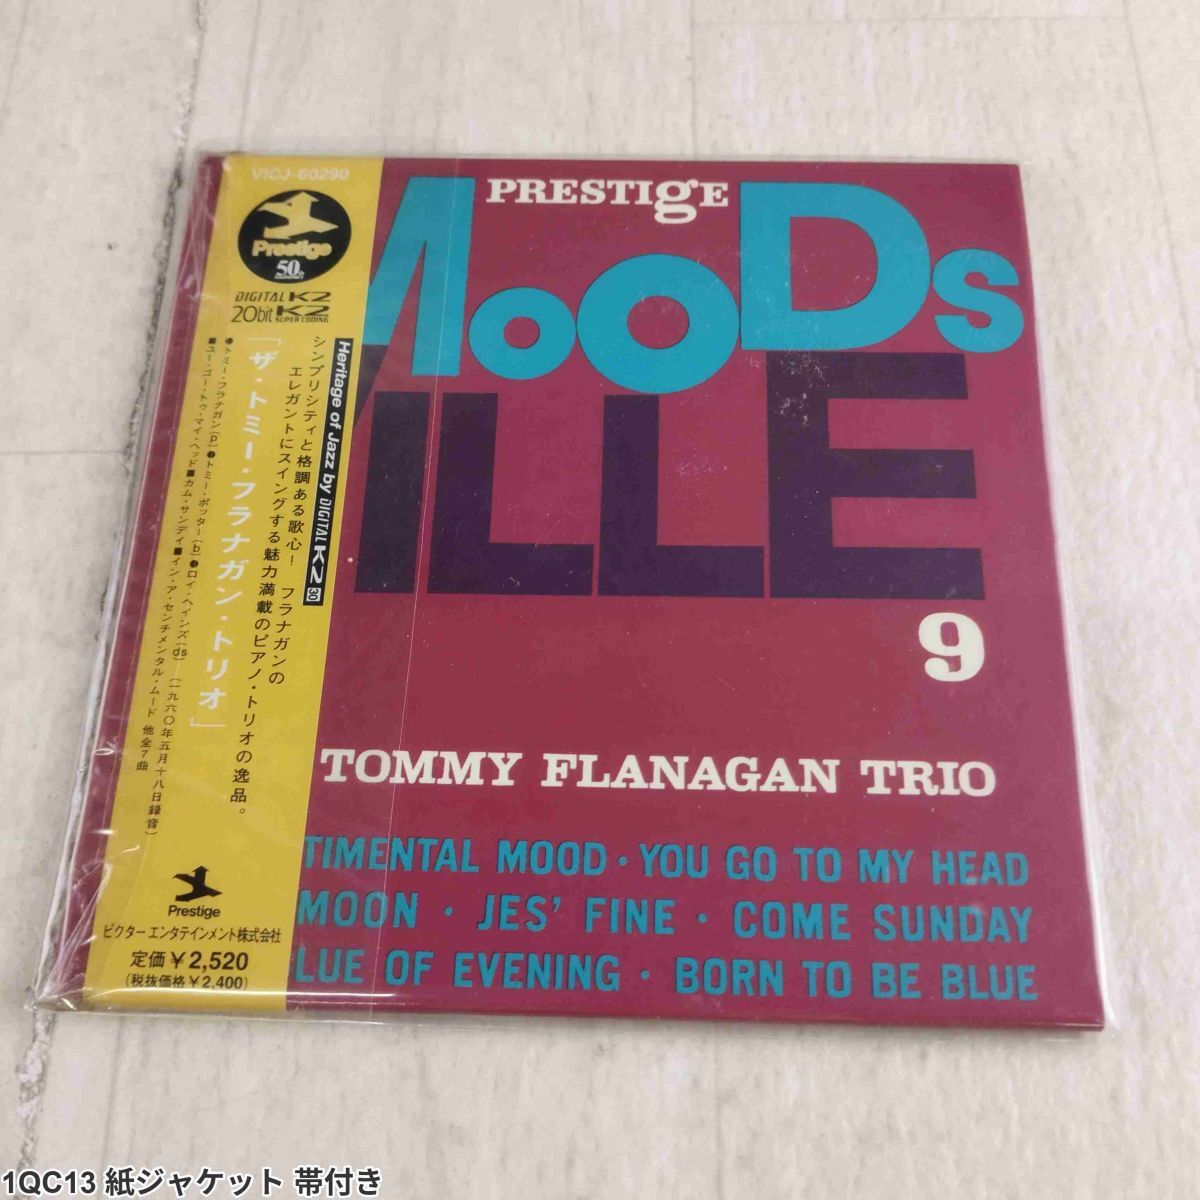 VICJ-60290
Prestige
50th
ANNIVERSARY
DIGITAL K2
20bit K2
SUPER CODING
Heritage of Jazz by DIGITAL K2 30
シンプリシティと格調ある歌心! フラナガンの
エレガントにスイングする魅力満載のピアノ・トリオの逸品。
「ザ・トミー・フラナガン・トリオ」
●トミー・フラナガン(p)●トミー・ポッター(b)●ロイ・ヘインズ(ds) (一九六〇年五月十八日録音)
■ユー・ゴー・トゥ・マイ・ヘッド■カム・サンデイ■イン・ア・センチメンタル・ムード 他全7曲
Prestige
ビクターエンタテインメント株式会社
定価¥2,520
(税抜価格¥2,400)
PRESTIgE
MOODs
VILLE
9
TOMMY FLANAGAN TRIO
TIMENTAL MOOD · YOU GO TO MY HEAD
MOON · JES' FINE · COME SUNDAY
LUE OF EVENING · BORN TO BE BLUE
1QC13 紙ジャケット 帯付き